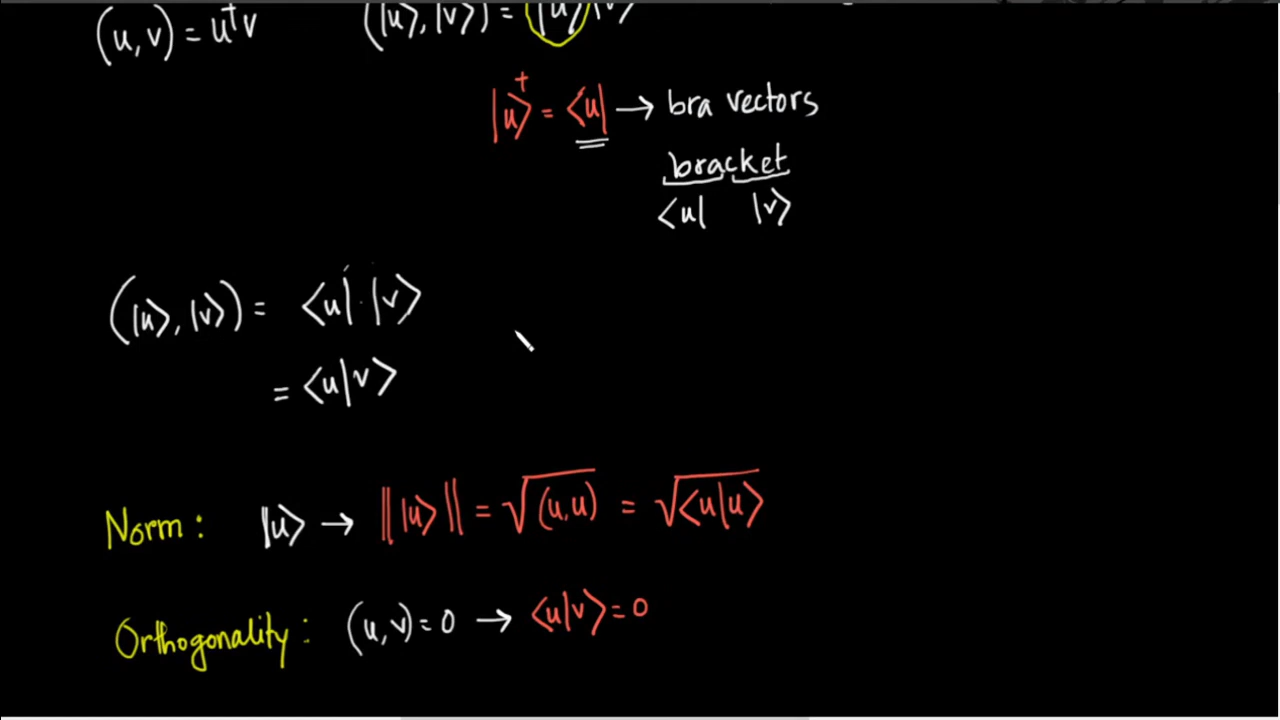 (u, v) = u†v (|u⟩, |v⟩) = |u⟩†|v⟩
|u⟩† = ⟨u| → bra vectors
bracket
⟨u| |v⟩
(|u⟩, |v⟩) = ⟨u| · |v⟩
= ⟨u|v⟩
Norm: |u⟩ → || |u⟩ || = √(u,u) = √⟨u|u⟩
Orthogonality: (u, v) = 0 → ⟨u|v⟩ = 0